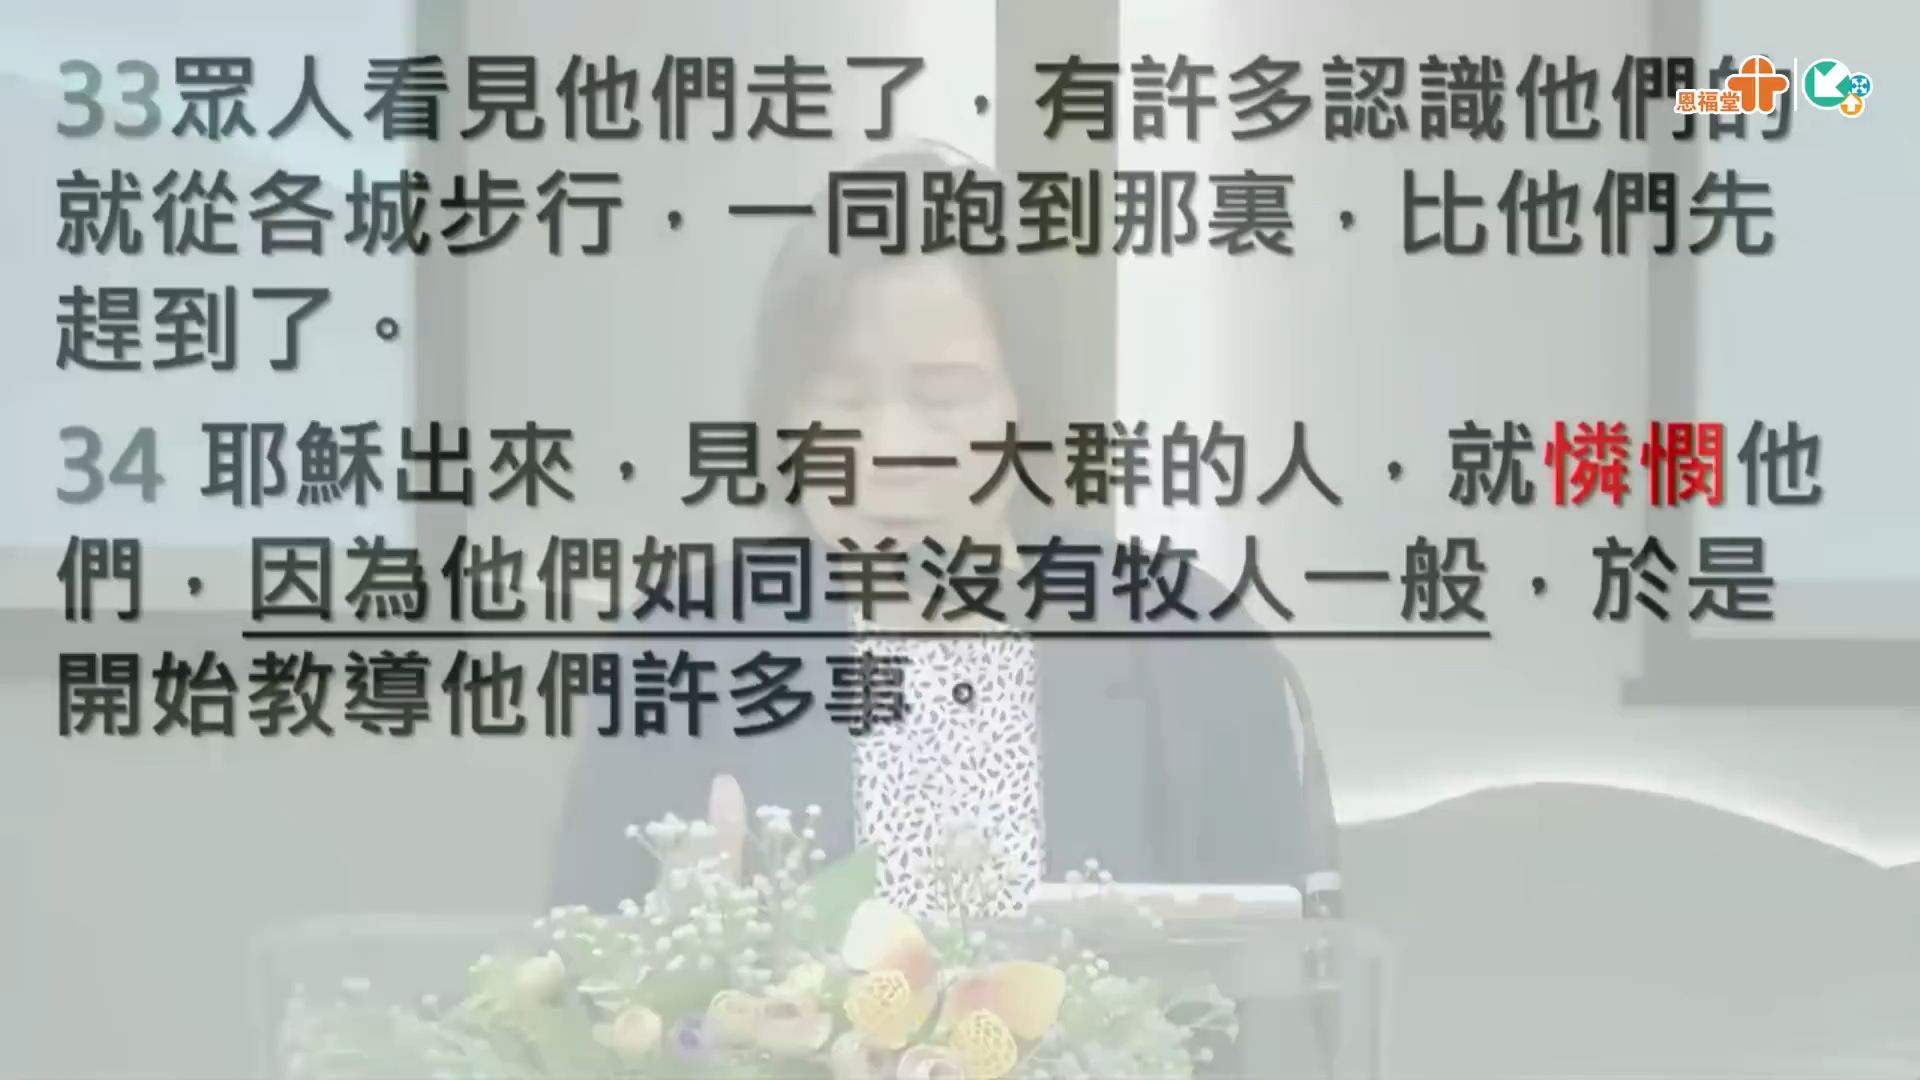 33眾人看見他們走了，有許多認識他們的
就從各城步行，一同跑到那裏，比他們先
趕到了。
34 耶穌出來，見有一大群的人，就憐憫他
們，因為他們如同羊沒有牧人一般，於是
開始教導他們許多事。
恩福堂